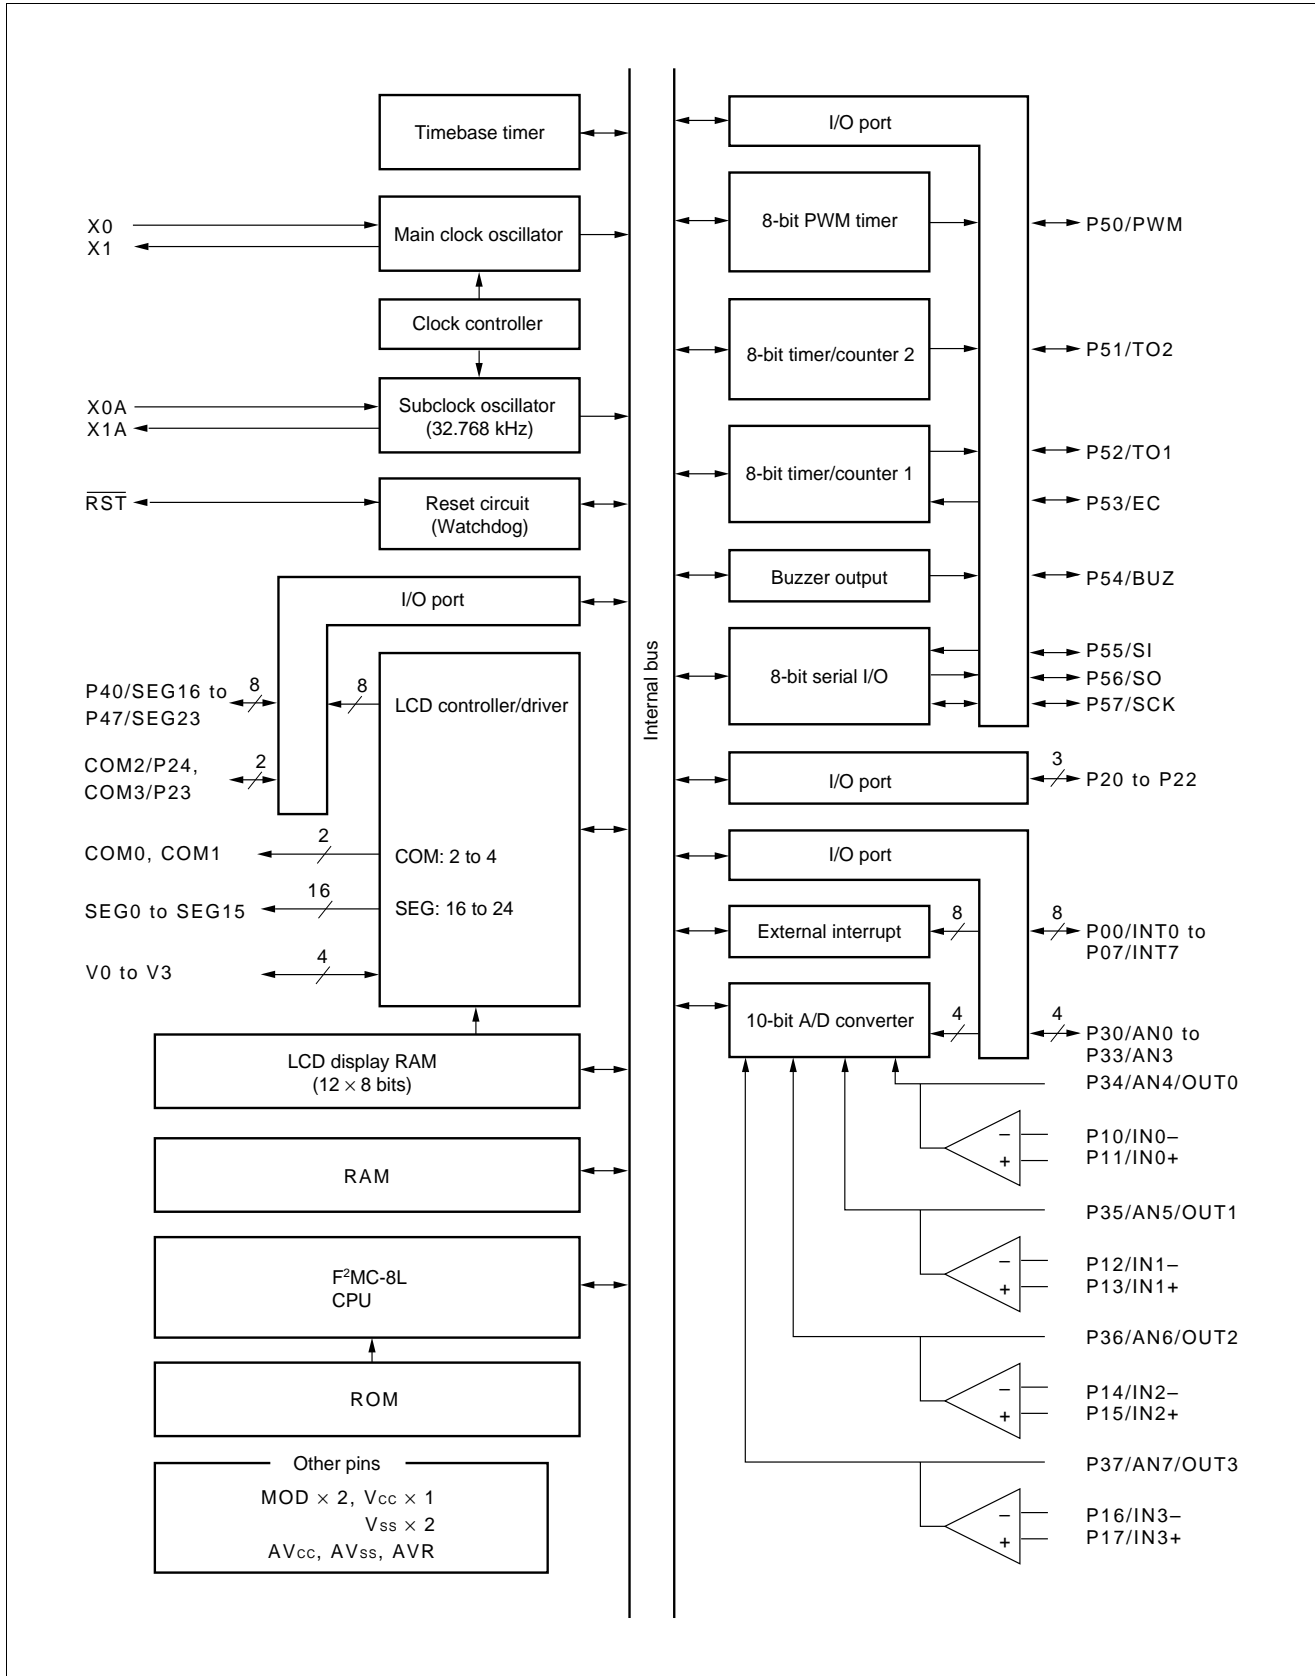 Timebase timer
X0
X1
Main clock oscillator
Clock controller
X0A
X1A
Subclock oscillator
(32.768 kHz)
RST
Reset circuit
(Watchdog)
I/O port
P40/SEG16 to
P47/SEG23
8
8
LCD controller/driver
COM2/P24,
COM3/P23
2
COM0, COM1
2
COM: 2 to 4
SEG0 to SEG15
16
SEG: 16 to 24
V0 to V3
4
LCD display RAM
(12 × 8 bits)
RAM
F²MC-8L
CPU
ROM
Other pins
MOD × 2, VCC × 1
VSS × 2
AVCC, AVSS, AVR
Internal bus
I/O port
8-bit PWM timer
P50/PWM
8-bit timer/counter 2
P51/TO2
8-bit timer/counter 1
P52/TO1
P53/EC
Buzzer output
P54/BUZ
8-bit serial I/O
P55/SI
P56/SO
P57/SCK
I/O port
3
P20 to P22
I/O port
External interrupt
8
8
P00/INT0 to
P07/INT7
10-bit A/D converter
4
4
P30/AN0 to
P33/AN3
P34/AN4/OUT0
–
+
P10/IN0–
P11/IN0+
P35/AN5/OUT1
–
+
P12/IN1–
P13/IN1+
P36/AN6/OUT2
–
+
P14/IN2–
P15/IN2+
P37/AN7/OUT3
–
+
P16/IN3–
P17/IN3+